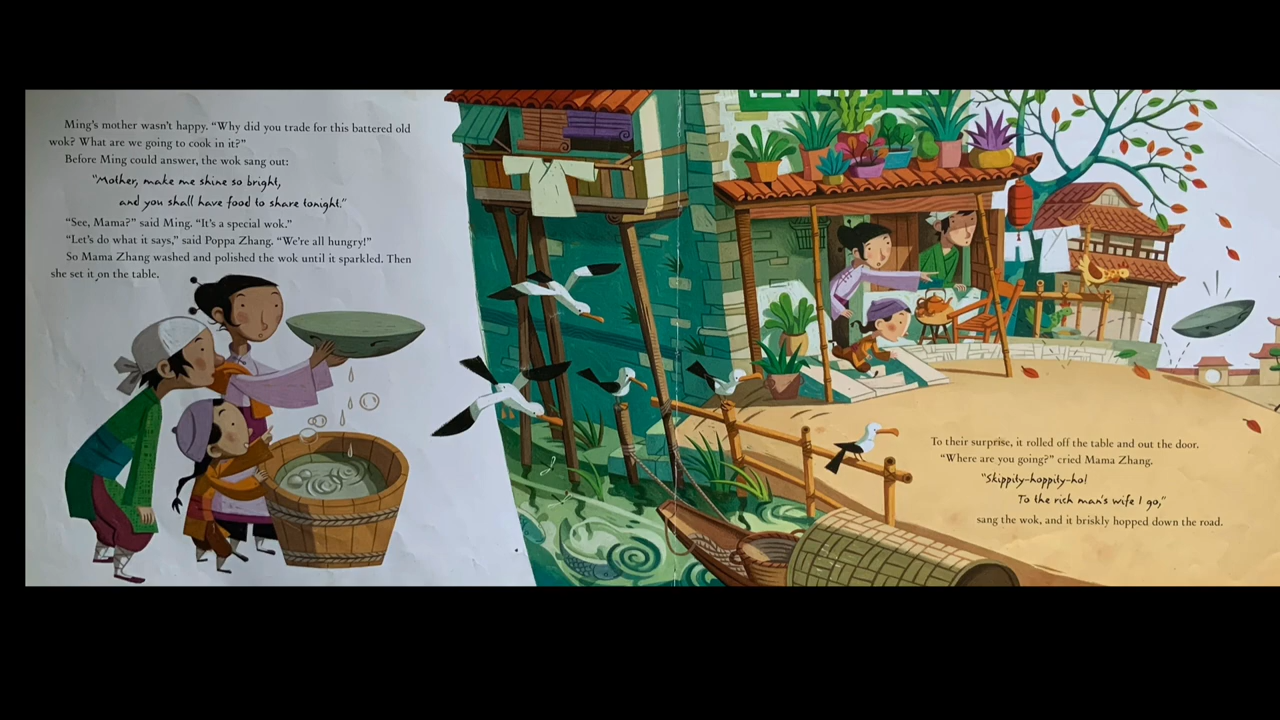 Ming's mother wasn't happy. "Why did you trade for this battered old
wok? What are we going to cook in it?"
Before Ming could answer, the wok sang out:
"Mother, make me shine so bright,
and you shall have food to share tonight."
"See, Mama?" said Ming. "It's a special wok."
"Let's do what it says," said Poppa Zhang. "We're all hungry!"
So Mama Zhang washed and polished the wok until it sparkled. Then
she set it on the table.
To their surprise, it rolled off the table and out the door.
"Where are you going?" cried Mama Zhang.
"Skippity-hoppity-ho!
To the rich man's wife I go,"
sang the wok, and it briskly hopped down the road.